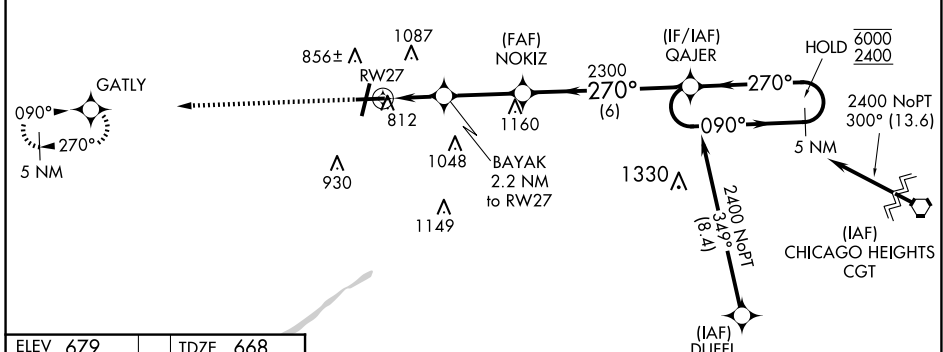 GATLY
090°
270°
5 NM
856±
1087
RW27
812
930
(FAF)
NOKIZ
1160
1048
1149
BAYAK
2.2 NM
to RW27
2300
270°
(6)
(IF/IAF)
QAJER
270°
090°
5 NM
HOLD 6000
2400
2400 NoPT
300° (13.6)
1330
2400 NoPT
349°
(8.4)
(IAF)
CHICAGO HEIGHTS
CGT
(IAF)
ELEV 679
TDZE 668